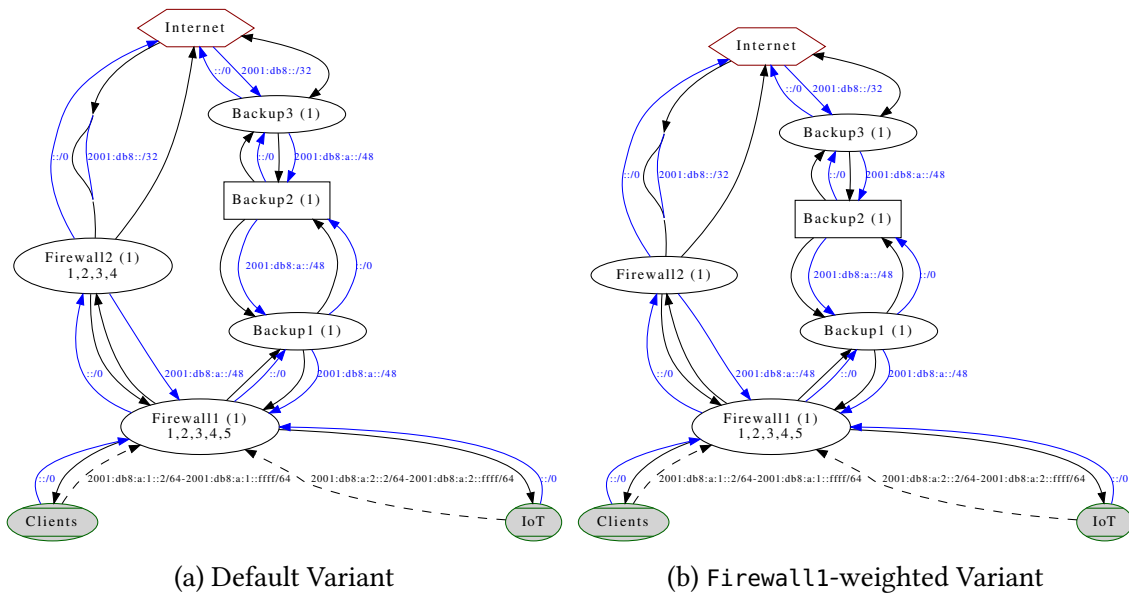 Internet
::/0
2001:db8::/32
Backup3 (1)
::/0
2001:db8::/32
::/0
2001:db8:a::/48
Backup2 (1)
Firewall2 (1)
1,2,3,4
2001:db8:a::/48
::/0
Backup1 (1)
::/0
2001:db8:a::/48
::/0
2001:db8:a::/48
Firewall1 (1)
1,2,3,4,5
::/0
2001:db8:a:1::2/64-2001:db8:a:1::ffff/64
2001:db8:a:2::2/64-2001:db8:a:2::ffff/64
::/0
Clients
IoT
(a) Default Variant
Internet
::/0
2001:db8::/32
Backup3 (1)
::/0
2001:db8::/32
::/0
2001:db8:a::/48
Backup2 (1)
Firewall2 (1)
2001:db8:a::/48
::/0
Backup1 (1)
::/0
2001:db8:a::/48
::/0
2001:db8:a::/48
Firewall1 (1)
1,2,3,4,5
::/0
2001:db8:a:1::2/64-2001:db8:a:1::ffff/64
2001:db8:a:2::2/64-2001:db8:a:2::ffff/64
::/0
Clients
IoT
(b) Firewall1-weighted Variant